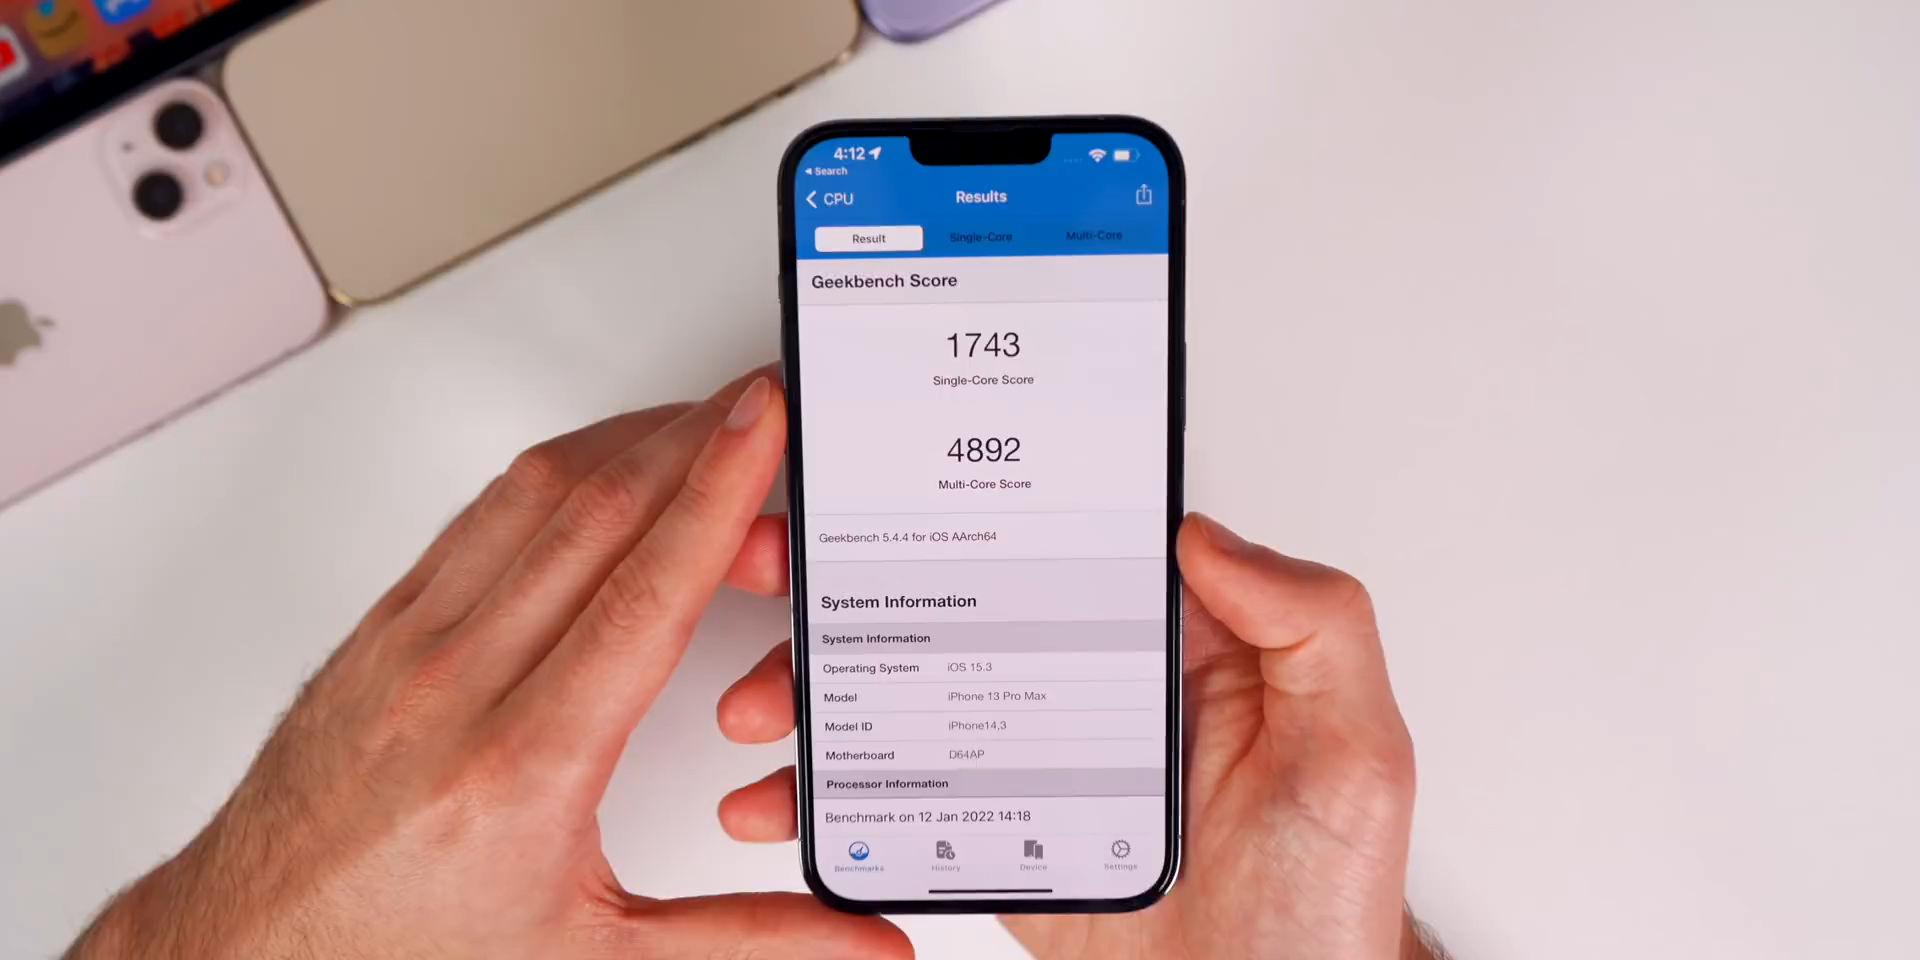 4:12
Search
CPU
Results
Result
Single-Core
Multi-Core
Geekbench Score
1743
Single-Core Score
4892
Multi-Core Score
Geekbench 5.4.4 for iOS AArch64
System Information
System Information
Operating System iOS 15.3
Model iPhone 13 Pro Max
Model ID iPhone14,3
Motherboard D64AP
Processor Information
Benchmark on 12 Jan 2022 14:18
Benchmarks
History
Device
Settings